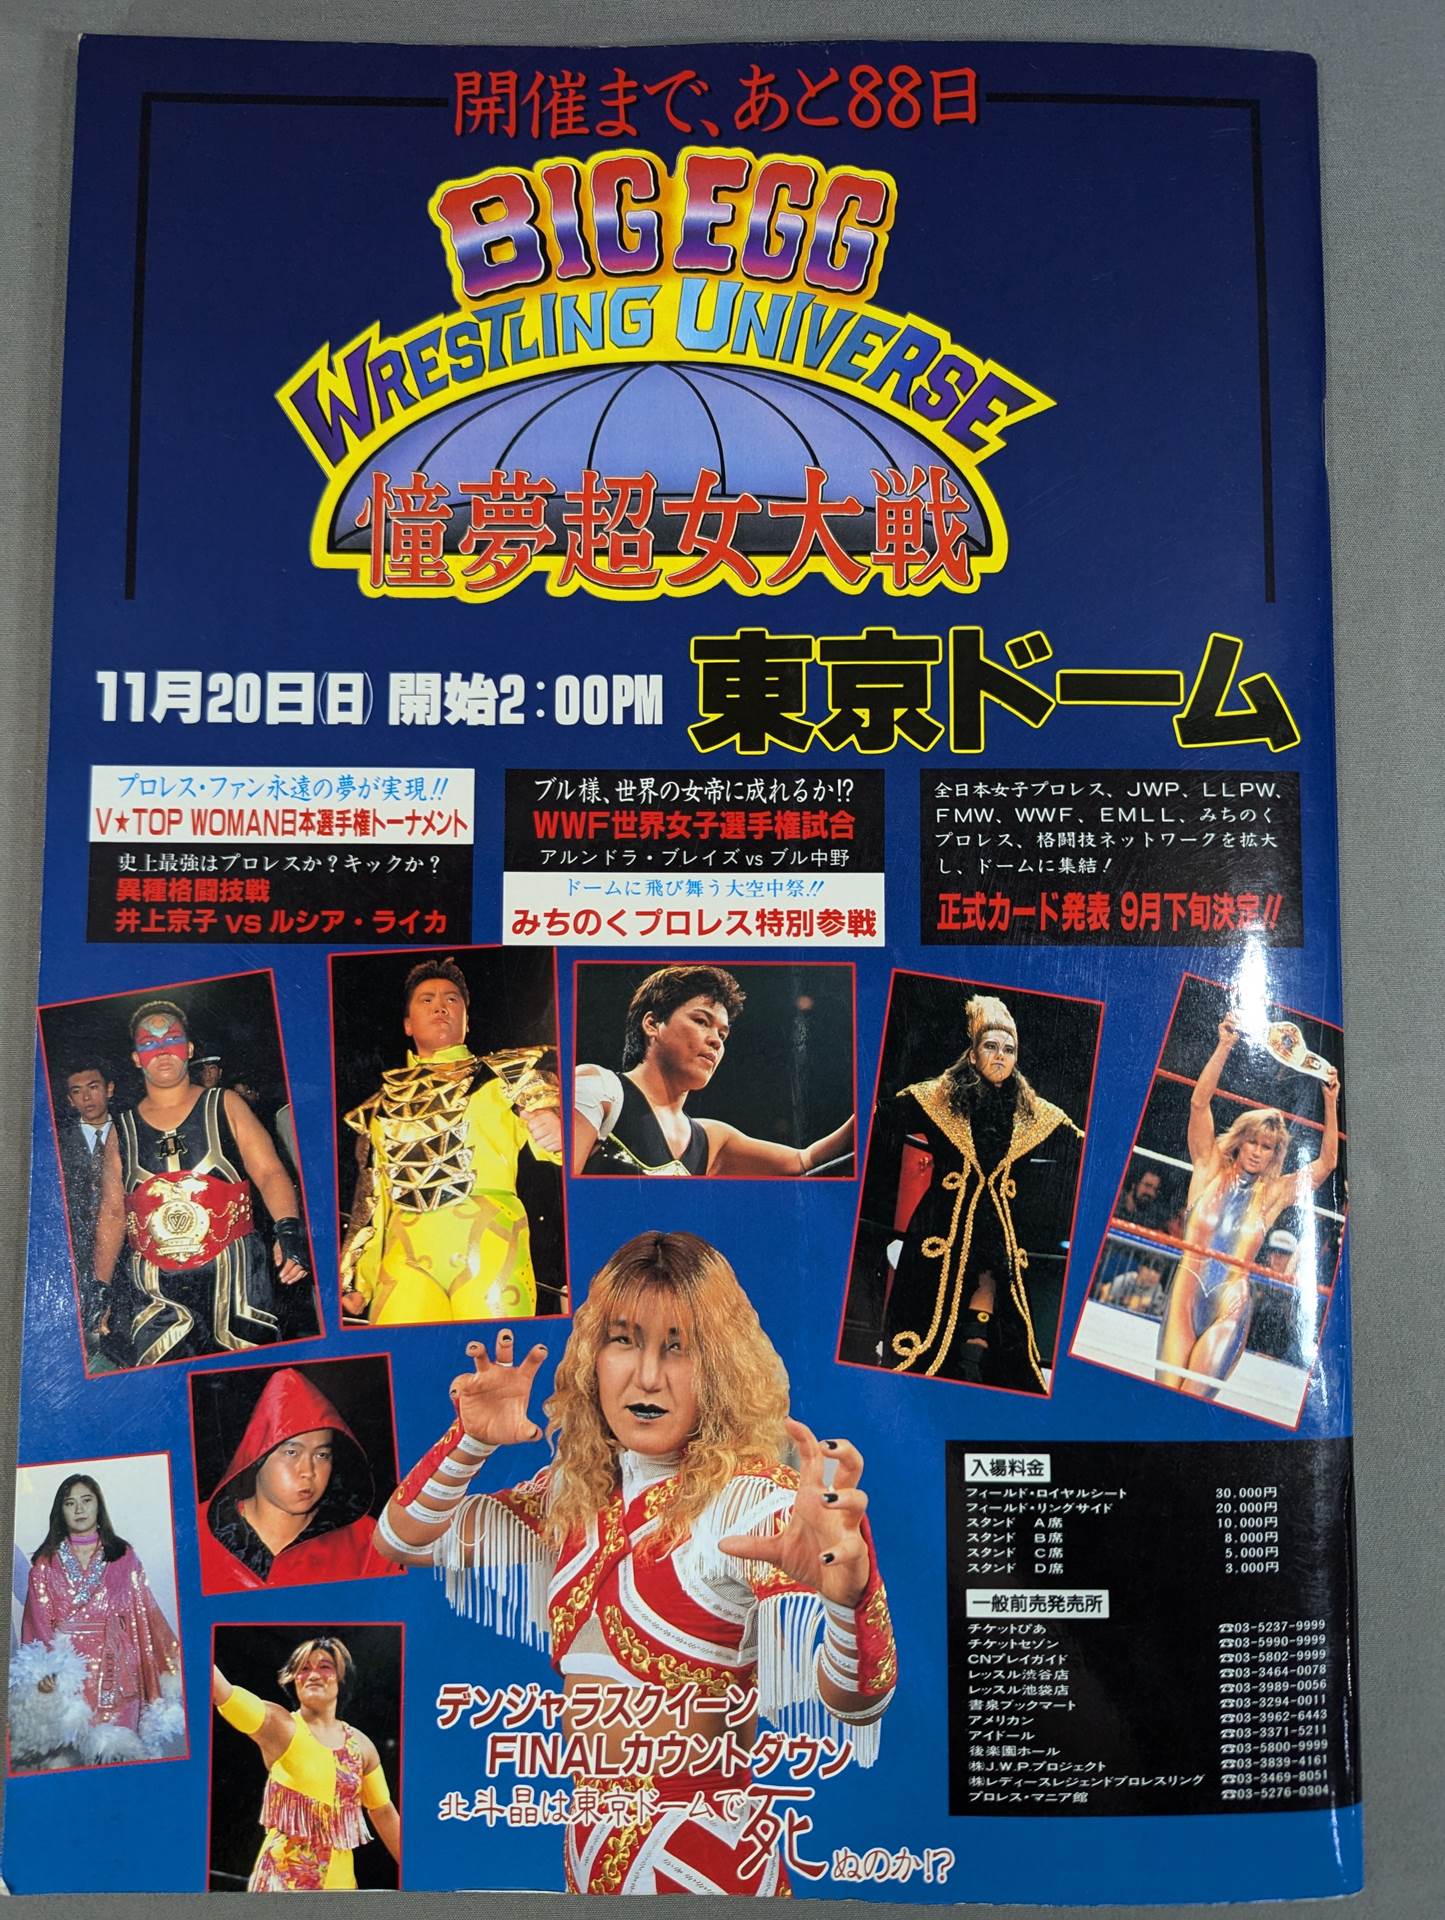 開催まで、あと88日
BIG EGG
WRESTLING UNIVERSE
憧夢超女大戦
11月20日(日) 開始2:00PM 東京ドーム
プロレス・ファン永遠の夢が実現!!
V★TOP WOMAN日本選手権トーナメント
史上最強はプロレスか?キックか?
異種格闘技戦
井上京子 vs ルシア・ライカ
ブル様、世界の女帝に成れるか!?
WWF世界女子選手権試合
アルンドラ・ブレイズ vs ブル中野
ドームに飛び舞う大空中祭!!
みちのくプロレス特別参戦
全日本女子プロレス、JWP、LLPW、
FMW、WWF、EMLL、みちのく
プロレス、格闘技ネットワークを拡大
し、ドームに集結!
正式カード発表 9月下旬決定!!
デンジャラスクイーン
FINALカウントダウン
北斗晶は東京ドームで死ぬのか!?
入場料金
フィールド・ロイヤルシート 30,000円
フィールド・リングサイド 20,000円
スタンド A席 10,000円
スタンド B席 8,000円
スタンド C席 5,000円
スタンド D席 3,000円
一般前売発売所
チケットぴあ ☎03-5237-9999
チケットセゾン ☎03-5990-9999
CNプレイガイド ☎03-5802-9999
レッスル渋谷店 ☎03-3464-0078
レッスル池袋店 ☎03-3989-0056
書泉ブックマート ☎03-3294-0011
アメリカン ☎03-3962-6443
アイドール ☎03-3371-5211
後楽園ホール ☎03-5800-9999
㈱J.W.P.プロジェクト ☎03-3839-4161
㈱レディースレジェンドプロレスリング ☎03-3469-8051
プロレス・マニア館 ☎03-5276-0304